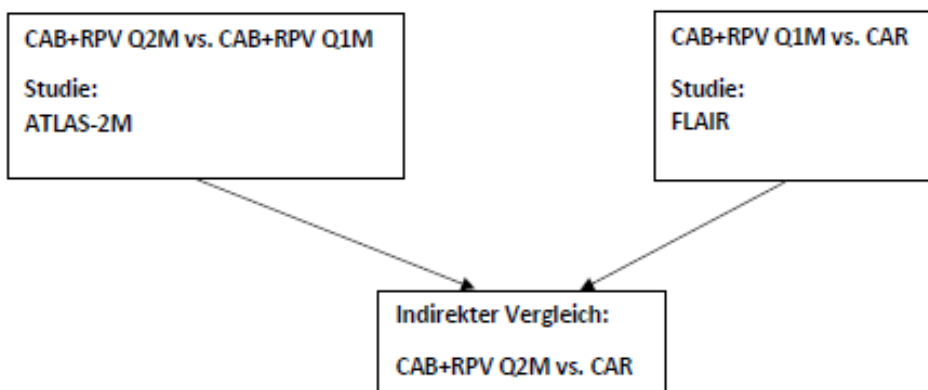 CAB+RPV Q2M vs. CAB+RPV Q1M
Studie:
ATLAS-2M
CAB+RPV Q1M vs. CAR
Studie:
FLAIR
Indirekter Vergleich:
CAB+RPV Q2M vs. CAR